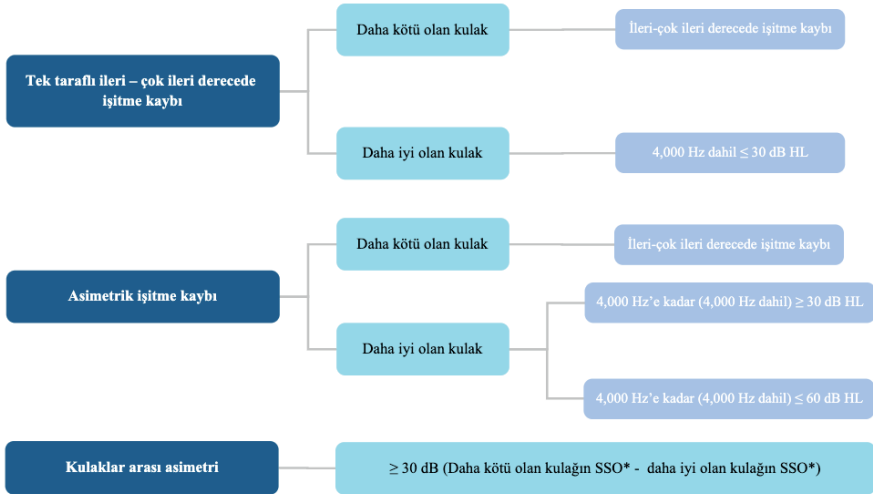 Tek taraflı ileri – çok ileri derecede
işitme kaybı
Daha kötü olan kulak
İleri-çok ileri derecede işitme kaybı
Daha iyi olan kulak
4,000 Hz dahil ≤ 30 dB HL
Asimetrik işitme kaybı
Daha kötü olan kulak
İleri-çok ileri derecede işitme kaybı
Daha iyi olan kulak
4,000 Hz’e kadar (4,000 Hz dahil) ≥ 30 dB HL
4,000 Hz’e kadar (4,000 Hz dahil) ≤ 60 dB HL
Kulaklar arası asimetri
≥ 30 dB (Daha kötü olan kulağın SSO* - daha iyi olan kulağın SSO*)